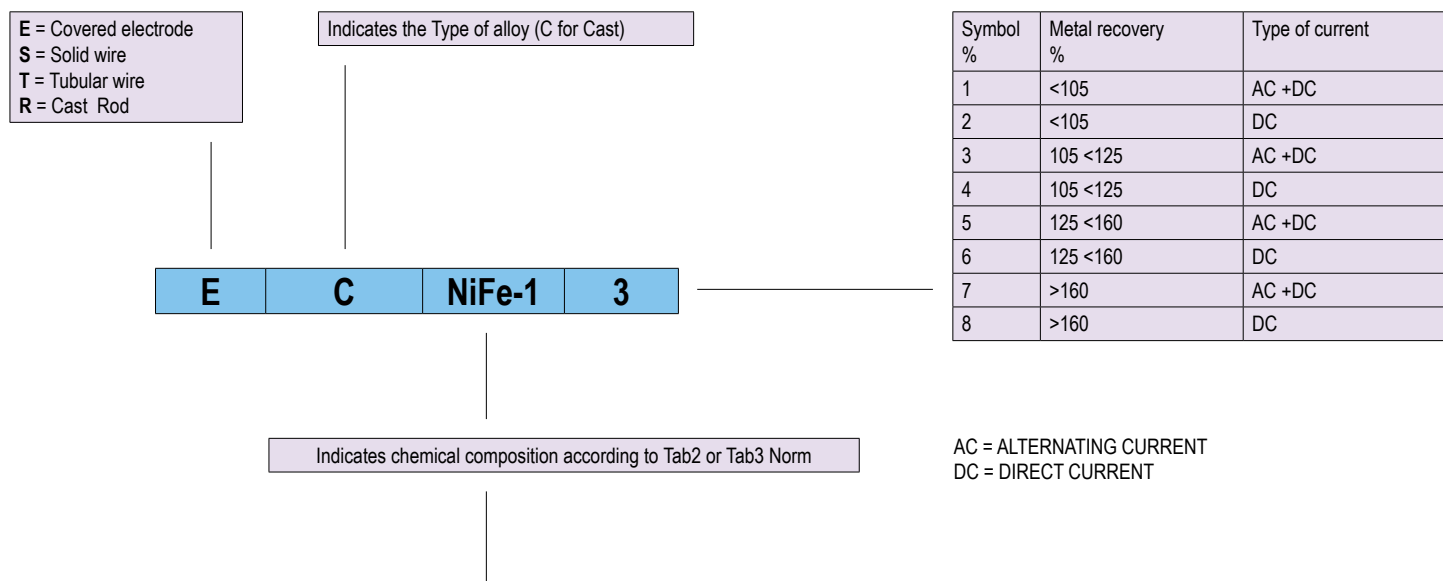 E = Covered electrode
S = Solid wire
T = Tubular wire
R = Cast Rod
Indicates the Type of alloy (C for Cast)
Symbol % Metal recovery % Type of current
1 <105 AC +DC
2 <105 DC
3 105 <125 AC +DC
4 105 <125 DC
5 125 <160 AC +DC
6 125 <160 DC
7 >160 AC +DC
8 >160 DC
E C NiFe-1 3
Indicates chemical composition according to Tab2 or Tab3 Norm
AC = ALTERNATING CURRENT
DC = DIRECT CURRENT